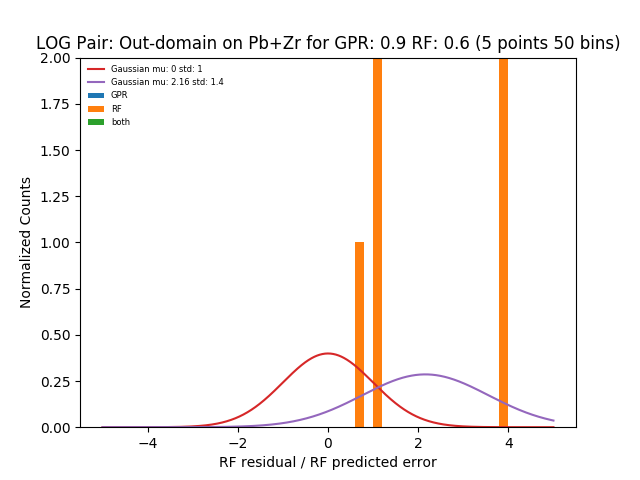 LOG Pair: Out-domain on Pb+Zr for GPR: 0.9 RF: 0.6 (5 points 50 bins)
Gaussian mu: 0 std: 1
Gaussian mu: 2.16 std: 1.4
GPR
RF
both
2.00
1.75
1.50
1.25
1.00
0.75
0.50
0.25
0.00
Normalized Counts
−4
−2
0
2
4
RF residual / RF predicted error